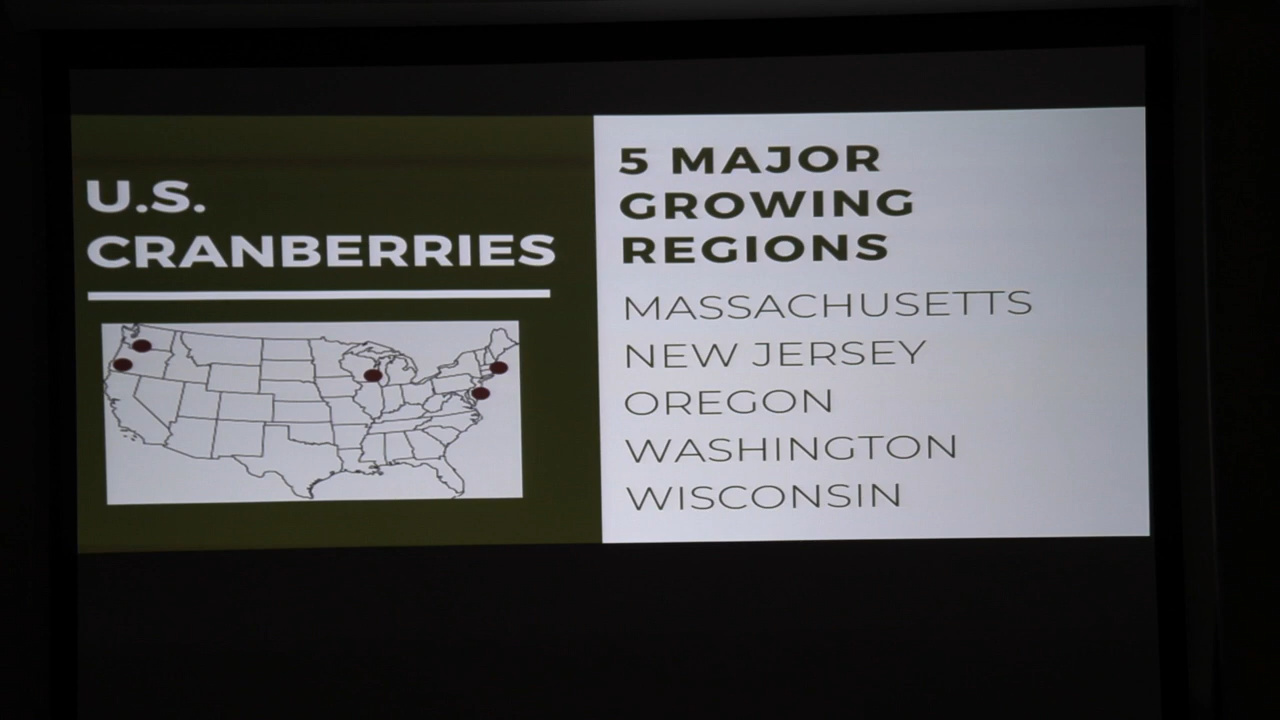 U.S.
CRANBERRIES
5 MAJOR
GROWING
REGIONS
MASSACHUSETTS
NEW JERSEY
OREGON
WASHINGTON
WISCONSIN